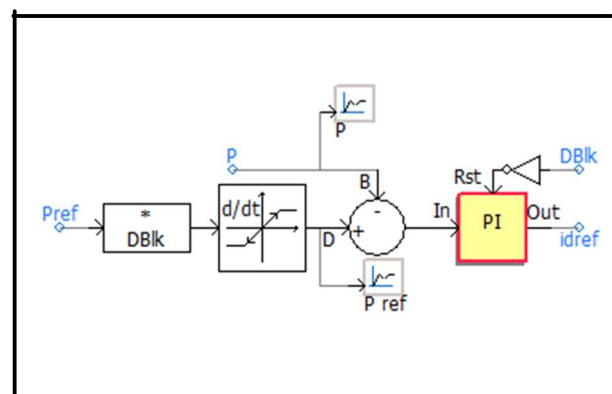 P
P
B
DBlk
Rst
Pref
*
DBlk
d/dt
D
+
-
In
PI
Out
idref
P ref